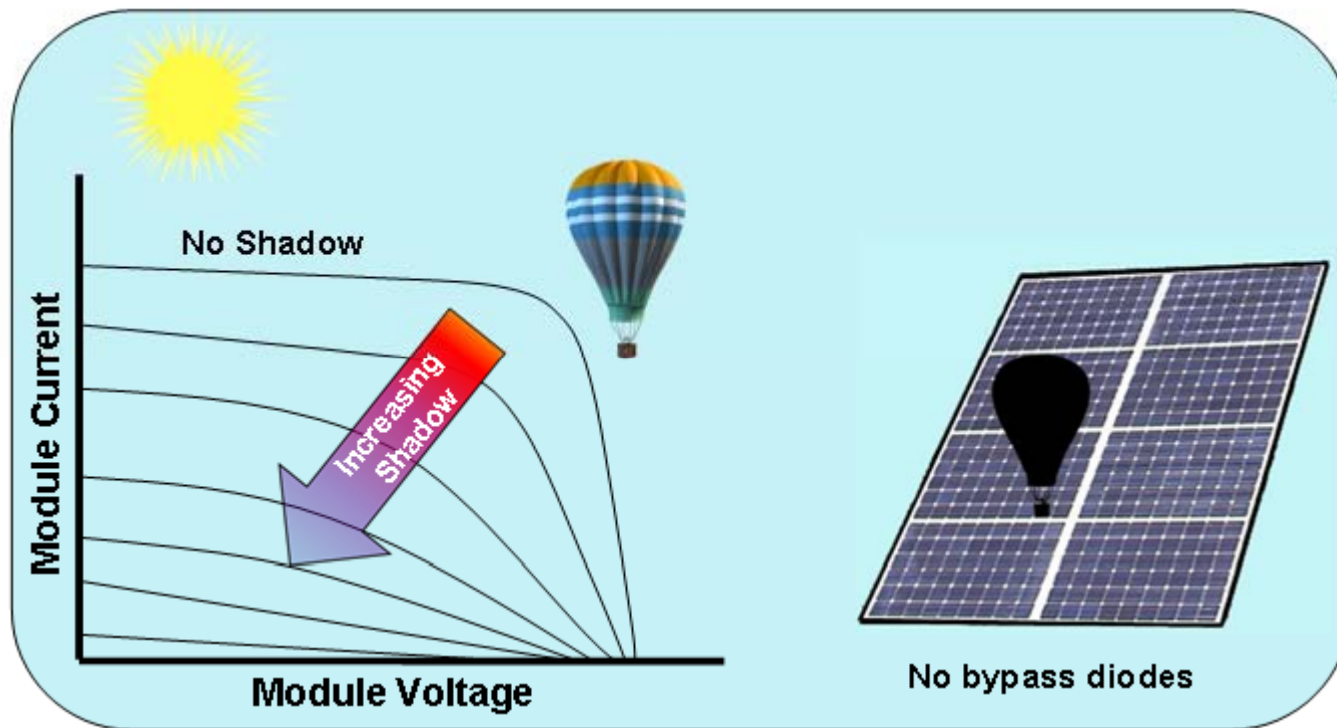 No Shadow
Increasing
Shadow
Module Current
Module Voltage
No bypass diodes